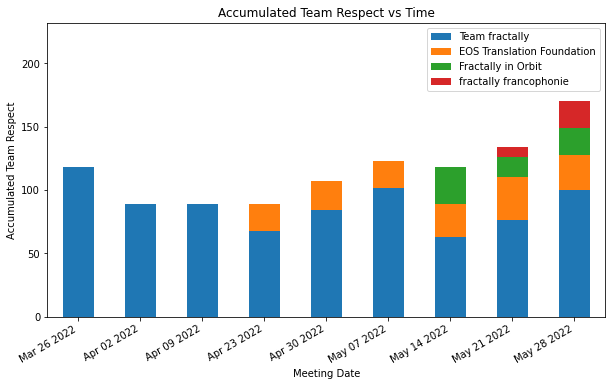 Accumulated Team Respect vs Time
Team fractally
EOS Translation Foundation
Fractally in Orbit
fractally francophonie
Accumulated Team Respect
200
150
100
50
0
Mar 26 2022
Apr 02 2022
Apr 09 2022
Apr 23 2022
Apr 30 2022
May 07 2022
May 14 2022
May 21 2022
May 28 2022
Meeting Date